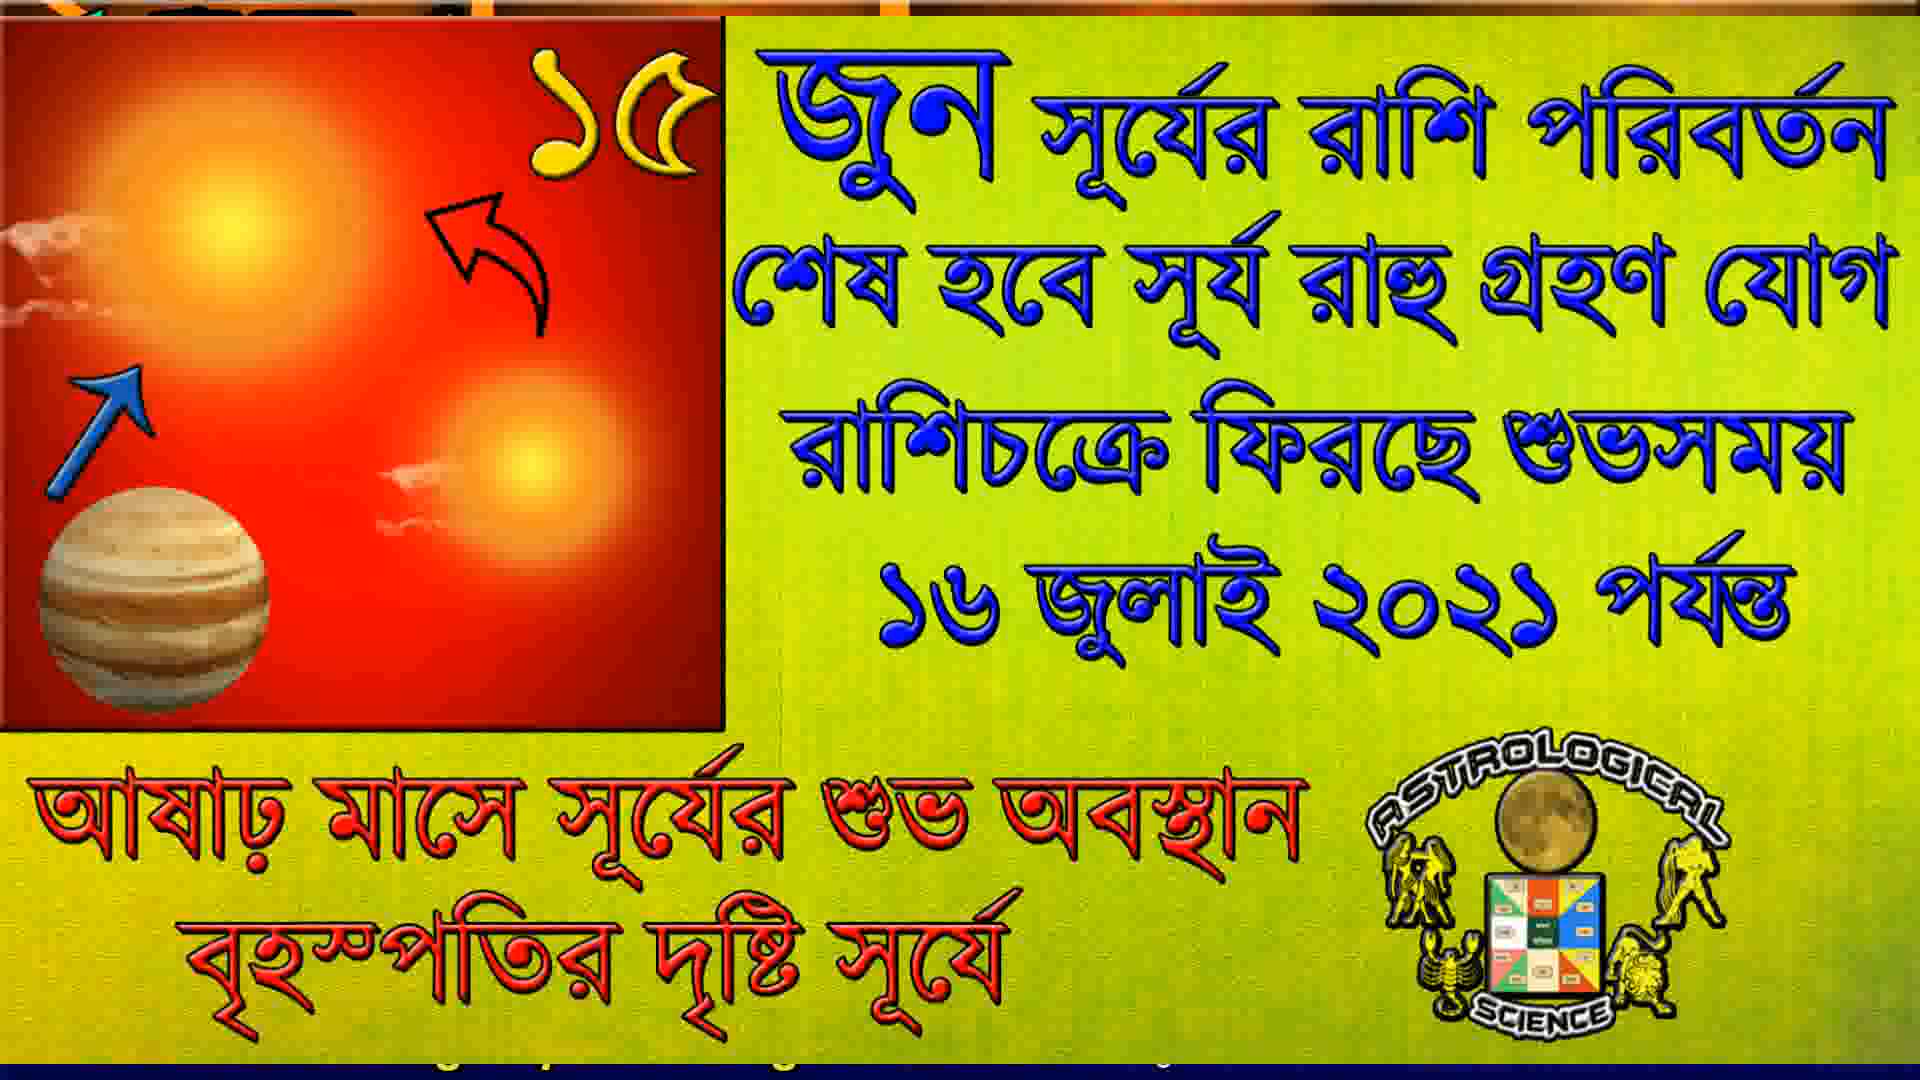 ১৫ জুন সূর্যের রাশি পরিবর্তন
শেষ হবে সূর্য রাহু গ্রহণ যোগ
রাশিচক্রে ফিরছে শুভসময়
১৬ জুলাই ২০২১ পর্যন্ত
আষাঢ় মাসে সূর্যের শুভ অবস্থান
বৃহস্পতির দৃষ্টি সূর্যে
ASTROLOGICAL
SCIENCE